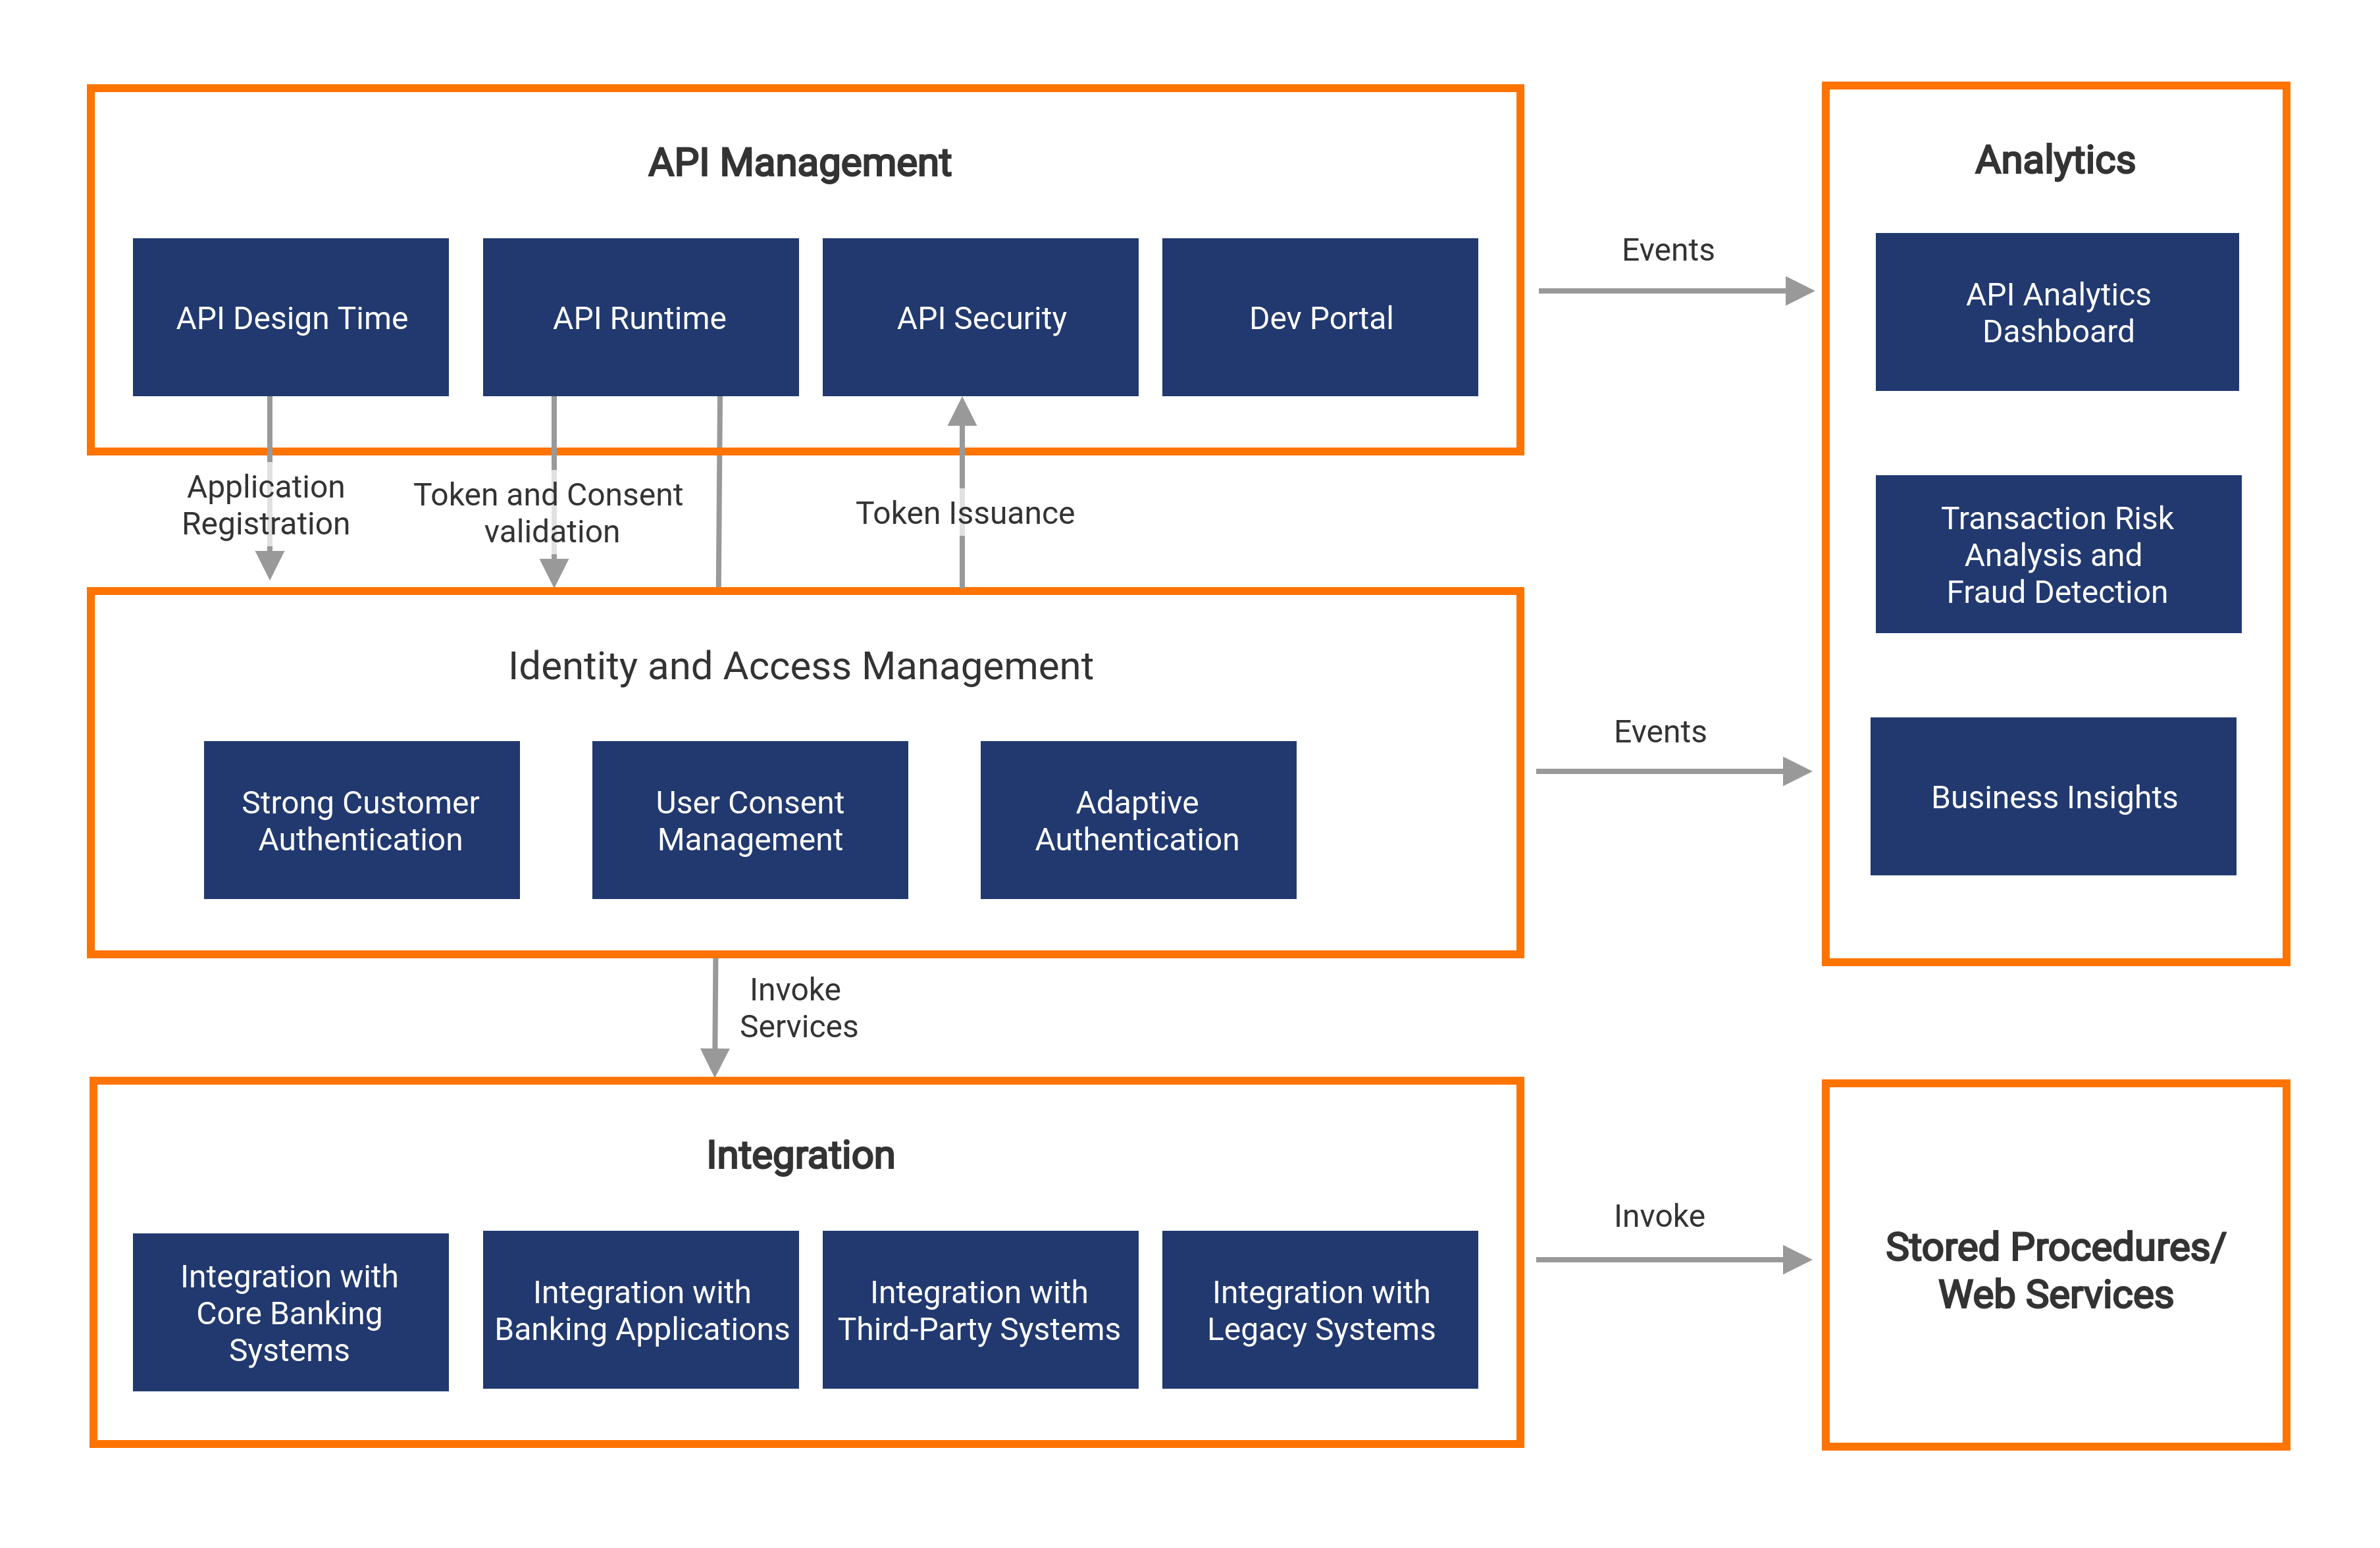 API Management
API Design Time
API Runtime
API Security
Dev Portal
Events
Analytics
API Analytics
Dashboard
Transaction Risk
Analysis and
Fraud Detection
Business Insights
Application
Registration
Token and Consent
validation
Token Issuance
Identity and Access Management
Strong Customer
Authentication
User Consent
Management
Adaptive
Authentication
Events
Invoke
Services
Integration
Integration with
Core Banking
Systems
Integration with
Banking Applications
Integration with
Third-Party Systems
Integration with
Legacy Systems
Invoke
Stored Procedures/
Web Services